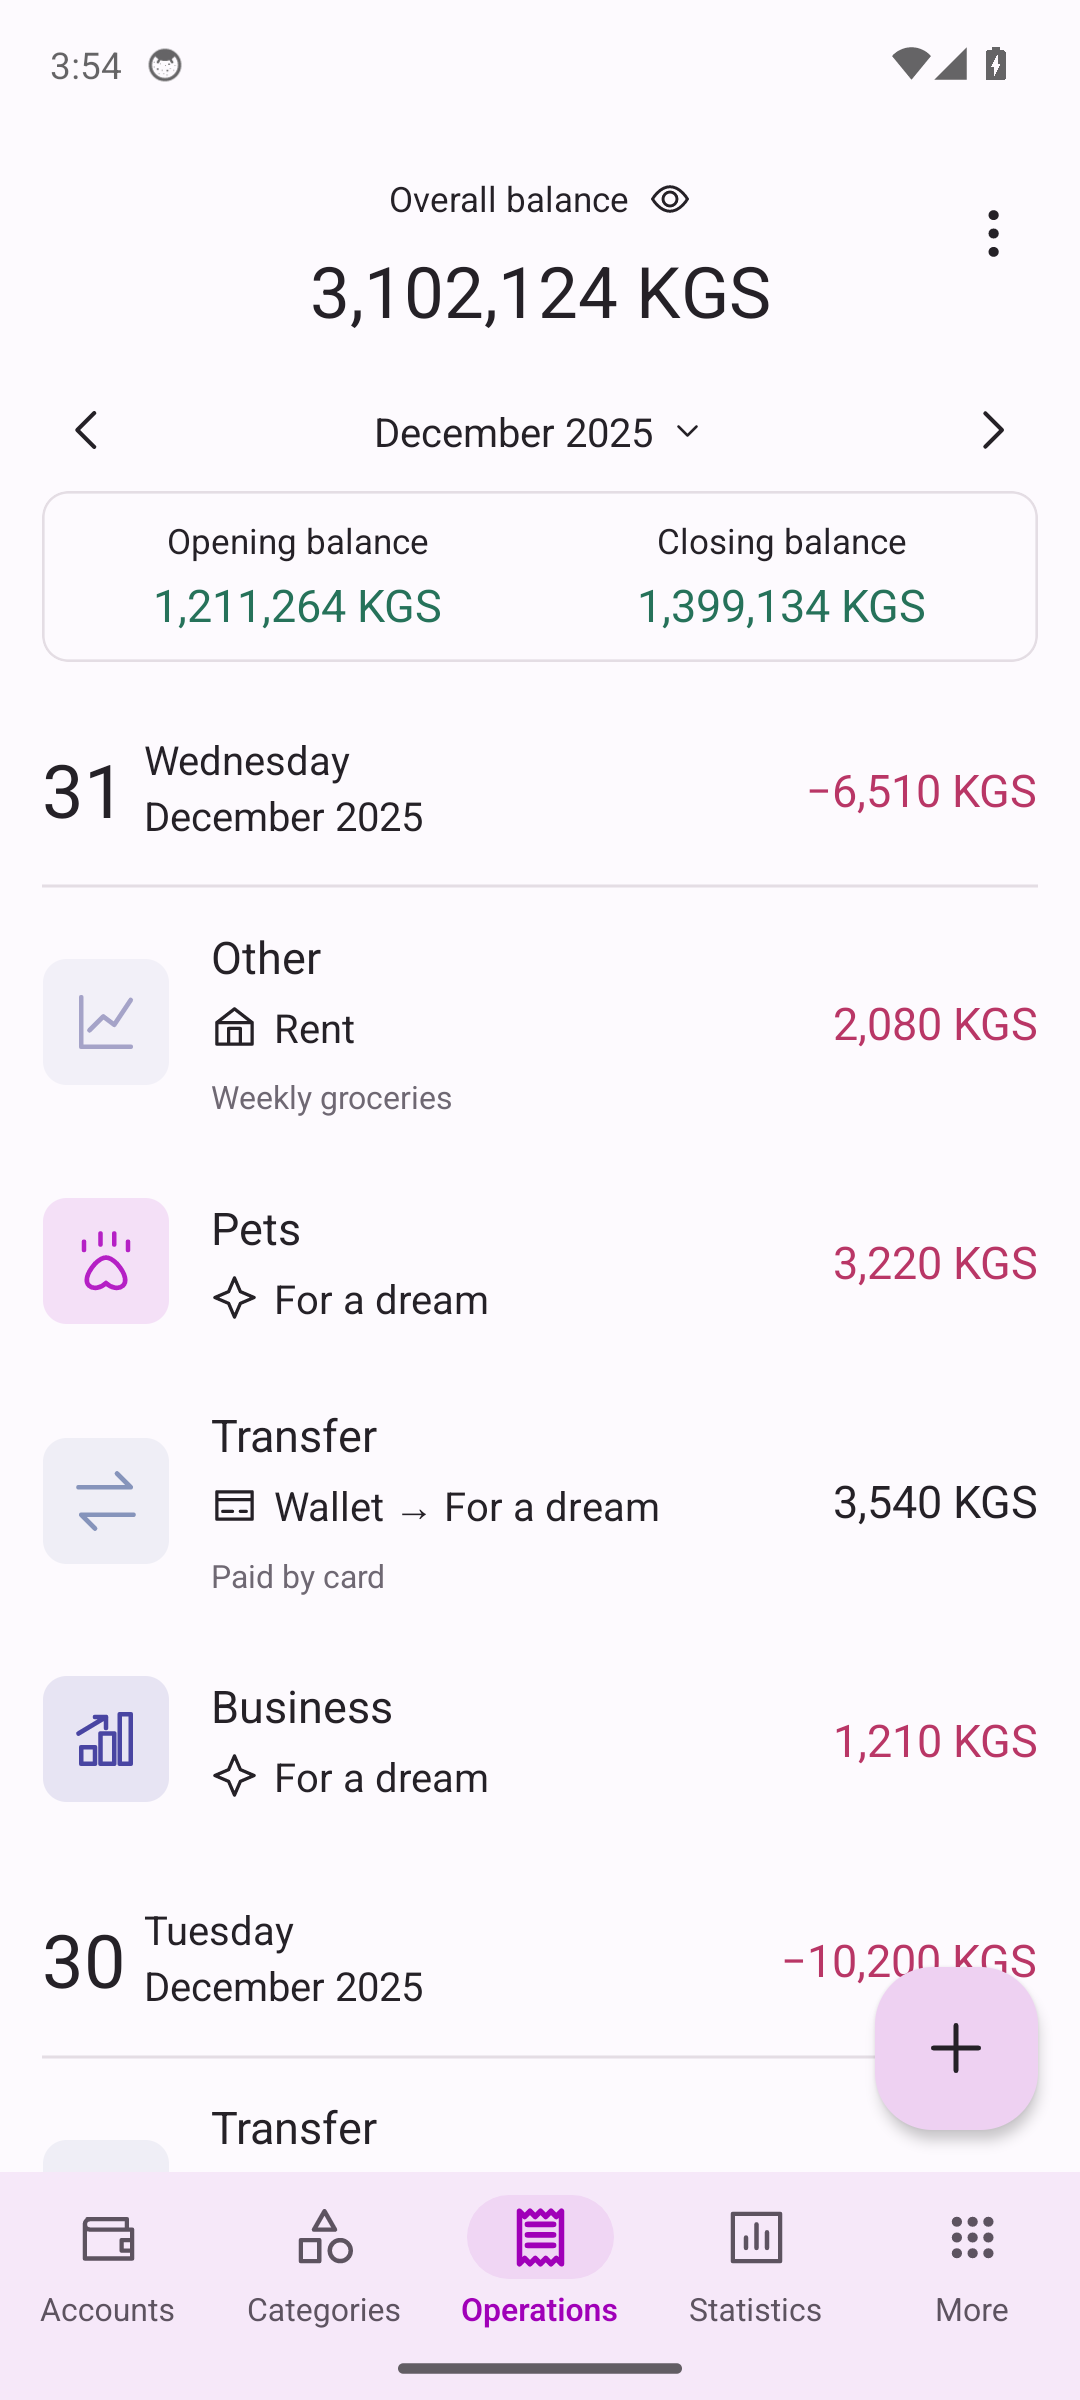 3:54
Overall balance
3,102,124 KGS
December 2025
Opening balance
1,211,264 KGS
Closing balance
1,399,134 KGS
31
Wednesday
December 2025
−6,510 KGS
Other
Rent
Weekly groceries
2,080 KGS
Pets
For a dream
3,220 KGS
Transfer
Wallet → For a dream
Paid by card
3,540 KGS
Business
For a dream
1,210 KGS
30
Tuesday
December 2025
−10,200 KGS
Transfer
Accounts
Categories
Operations
Statistics
More